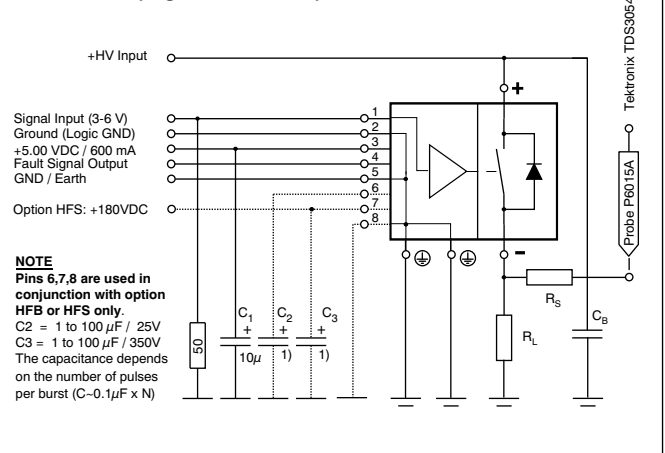 +HV Input
Tektronix TDS3054
Probe P6015A
+
Signal Input (3-6 V)
Ground (Logic GND)
+5.00 VDC / 600 mA
Fault Signal Output
GND / Earth
Option HFS: +180VDC
1
2
3
4
5
6
7
8
-
NOTE
Pins 6,7,8 are used in
conjunction with option
HFB or HFS only.
C2 = 1 to 100 μF / 25V
C3 = 1 to 100 μF / 350V
The capacitance depends
on the number of pulses
per burst (C~0.1μF x N)
50
C1
+
10μ
C2
+
1)
C3
+
1)
RS
RL
CB